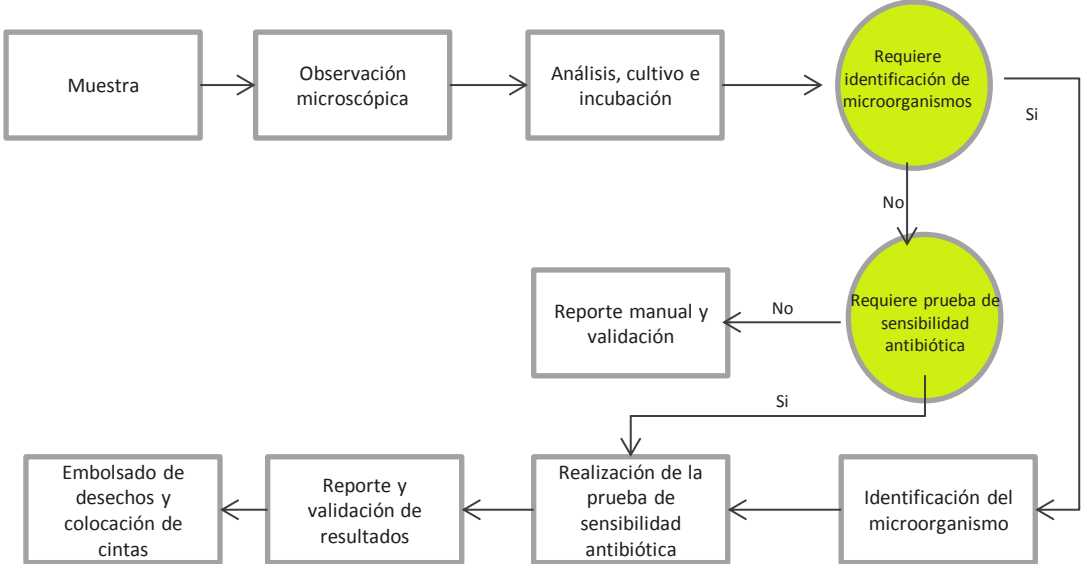 Muestra
Observación
microscópica
Análisis, cultivo e
incubación
Requiere
identificación de
microorganismos
Si
No
Requiere prueba de
sensibilidad
antibiótica
No
Reporte manual y
validación
Si
Embolsado de
desechos y
colocación de
cintas
Reporte y
validación de
resultados
Realización de la
prueba de
sensibilidad
antibiótica
Identificación del
microorganismo